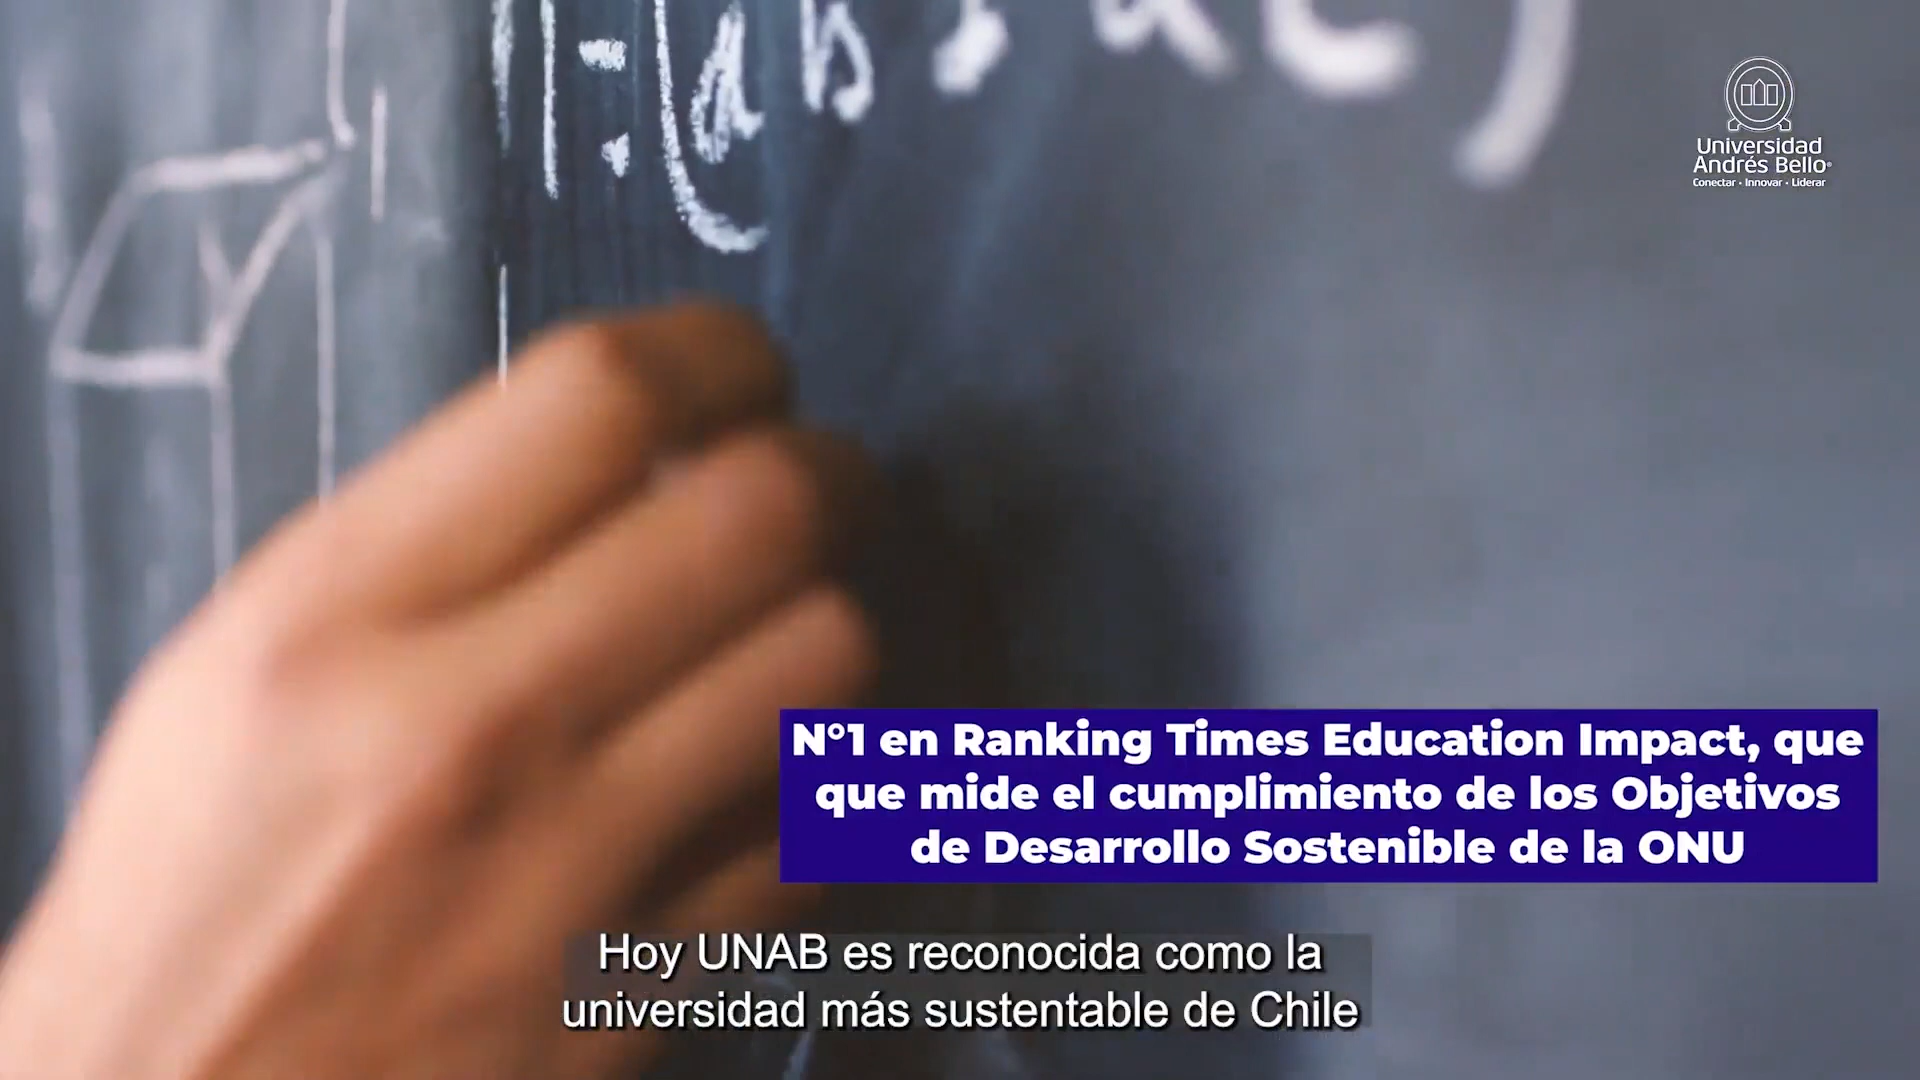 Universidad
Andrés Bello®
Conectar • Innovar • Liderar
N°1 en Ranking Times Education Impact, que
que mide el cumplimiento de los Objetivos
de Desarrollo Sostenible de la ONU
Hoy UNAB es reconocida como la
universidad más sustentable de Chile